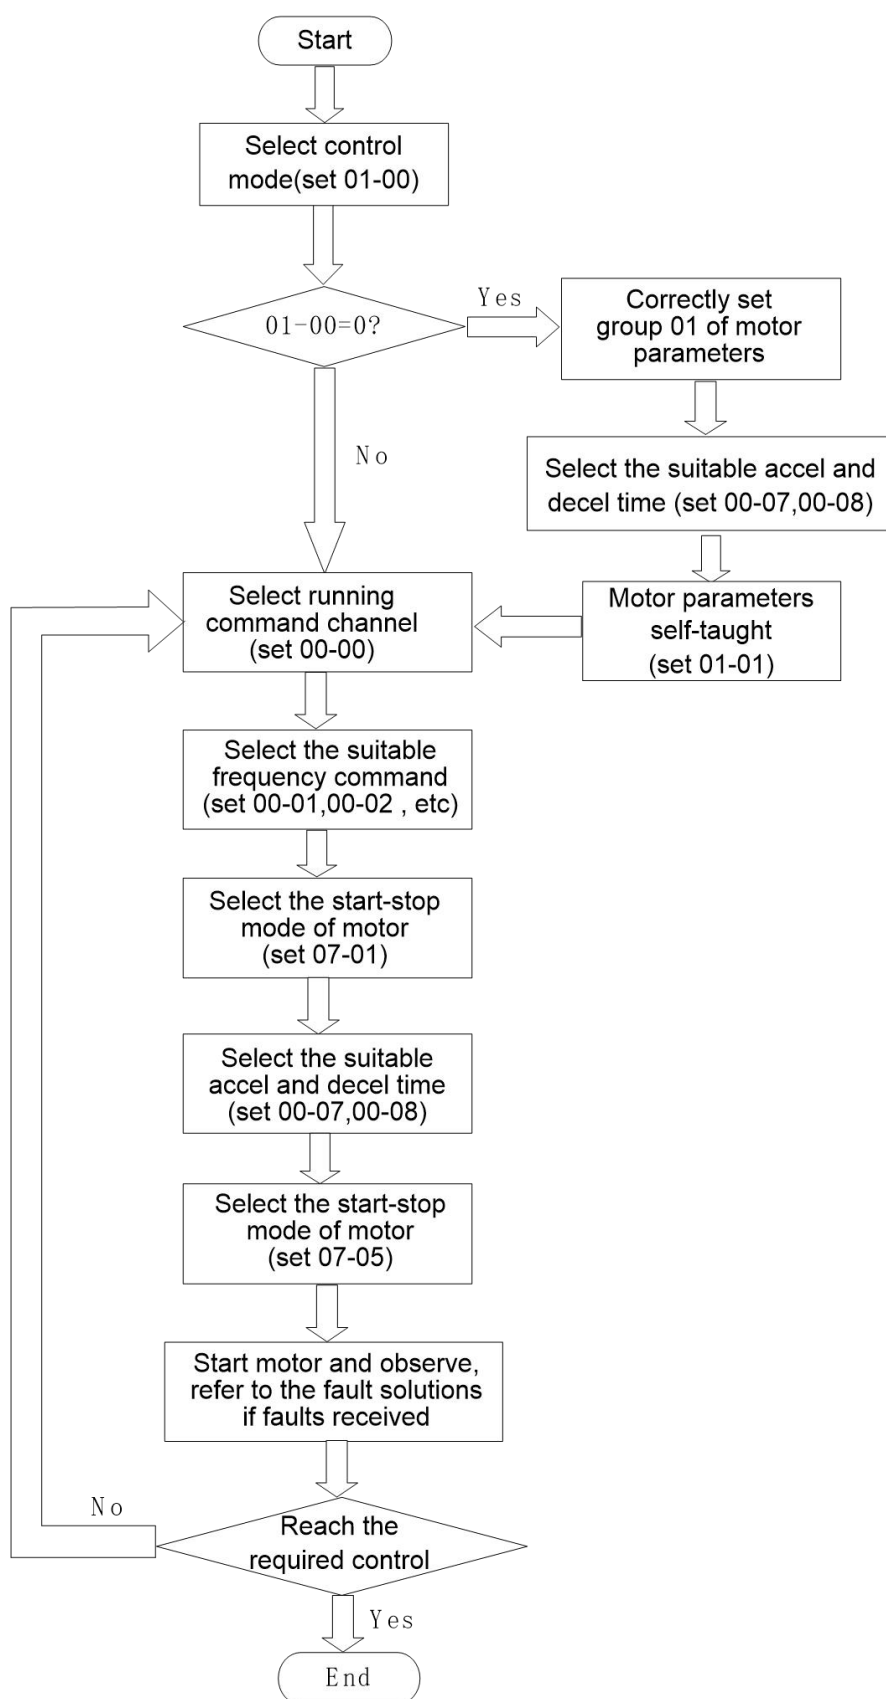 Start
Select control
mode(set 01-00)
01-00=0?
Yes
Correctly set
group 01 of motor
parameters
No
Select the suitable accel and
decel time (set 00-07,00-08)
Motor parameters
self-taught
(set 01-01)
Select running
command channel
(set 00-00)
Select the suitable
frequency command
(set 00-01,00-02 , etc)
Select the start-stop
mode of motor
(set 07-01)
Select the suitable
accel and decel time
(set 00-07,00-08)
Select the start-stop
mode of motor
(set 07-05)
Start motor and observe,
refer to the fault solutions
if faults received
No
Reach the
required control
Yes
End